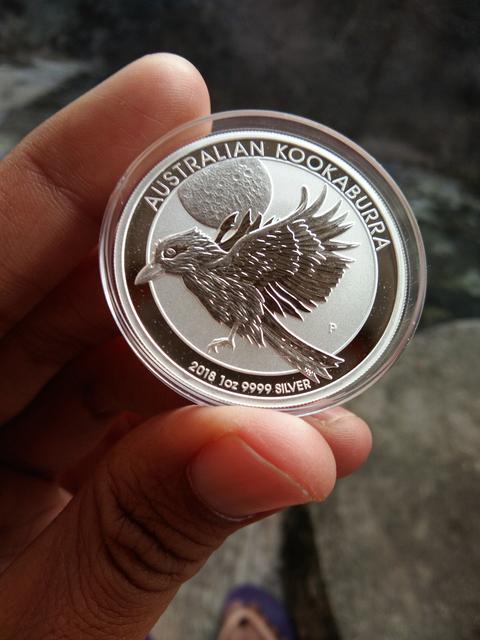 AUSTRALIAN KOOKABURRA
P
2018 1oz 9999 SILVER